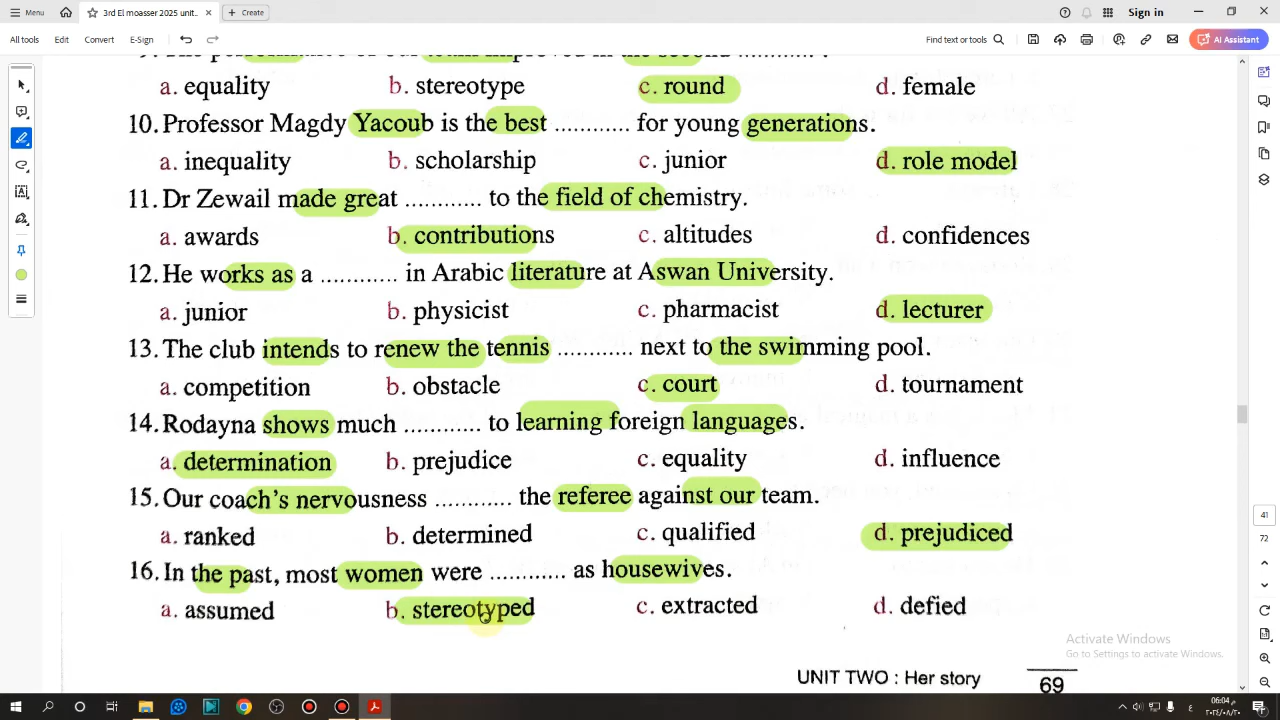 Menu
3rd El moasser 2025 unit..
Create
Sign in
All tools Edit Convert E-Sign
Find text or tools
AI Assistant
a. equality b. stereotype c. round d. female
10. Professor Magdy Yacoub is the best ............ for young generations.
a. inequality b. scholarship c. junior d. role model
11. Dr Zewail made great ............ to the field of chemistry.
a. awards b. contributions c. altitudes d. confidences
12. He works as a ............ in Arabic literature at Aswan University.
a. junior b. physicist c. pharmacist d. lecturer
13. The club intends to renew the tennis ............ next to the swimming pool.
a. competition b. obstacle c. court d. tournament
14. Rodayna shows much ............ to learning foreign languages.
a. determination b. prejudice c. equality d. influence
15. Our coach's nervousness ............ the referee against our team.
a. ranked b. determined c. qualified d. prejudiced
16. In the past, most women were ............ as housewives.
a. assumed b. stereotyped c. extracted d. defied
UNIT TWO : Her story
69
41
72
Activate Windows
Go to Settings to activate Windows.
06:04 م